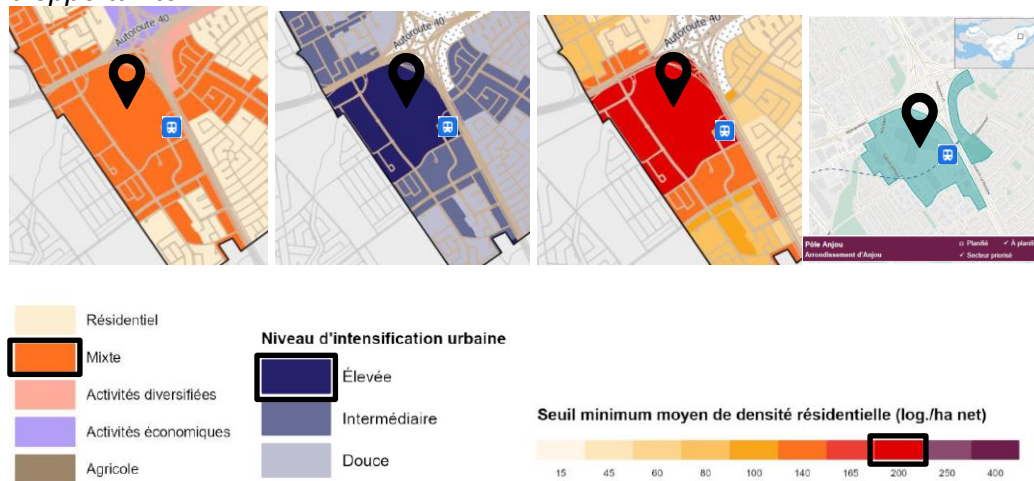 Autoroute 40
Autoroute 40
Autoroute 40
Pôle Anjou
Arrondissement d'Anjou
Planifié ✓ À planifier
✓ Secteur priorisé
Résidentiel
Mixte
Activités diversifiées
Activités économiques
Agricole
Niveau d'intensification urbaine
Élevée
Intermédiaire
Douce
Seuil minimum moyen de densité résidentielle (log./ha net)
15 45 60 80 100 140 165 200 250 400